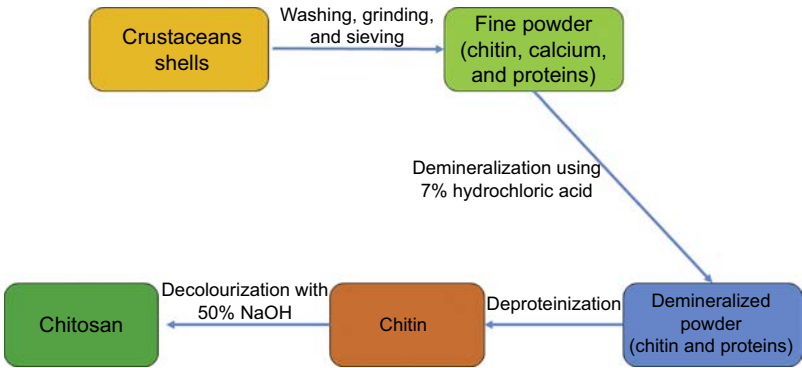 Crustaceans
shells
Washing, grinding,
and sieving
Fine powder
(chitin, calcium,
and proteins)
Demineralization using
7% hydrochloric acid
Demineralized
powder
(chitin and proteins)
Deproteinization
Chitin
Decolourization with
50% NaOH
Chitosan